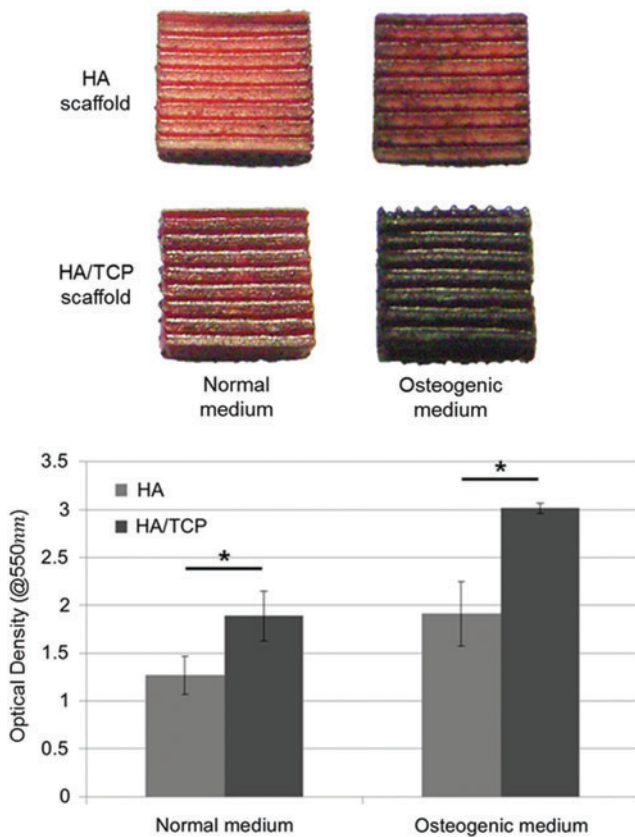 HA
scaffold
HA/TCP
scaffold
Normal
medium
Osteogenic
medium
Optical Density (@550nm)
3.5
3
2.5
2
1.5
1
0.5
0
HA
HA/TCP
*
*
Normal medium
Osteogenic medium